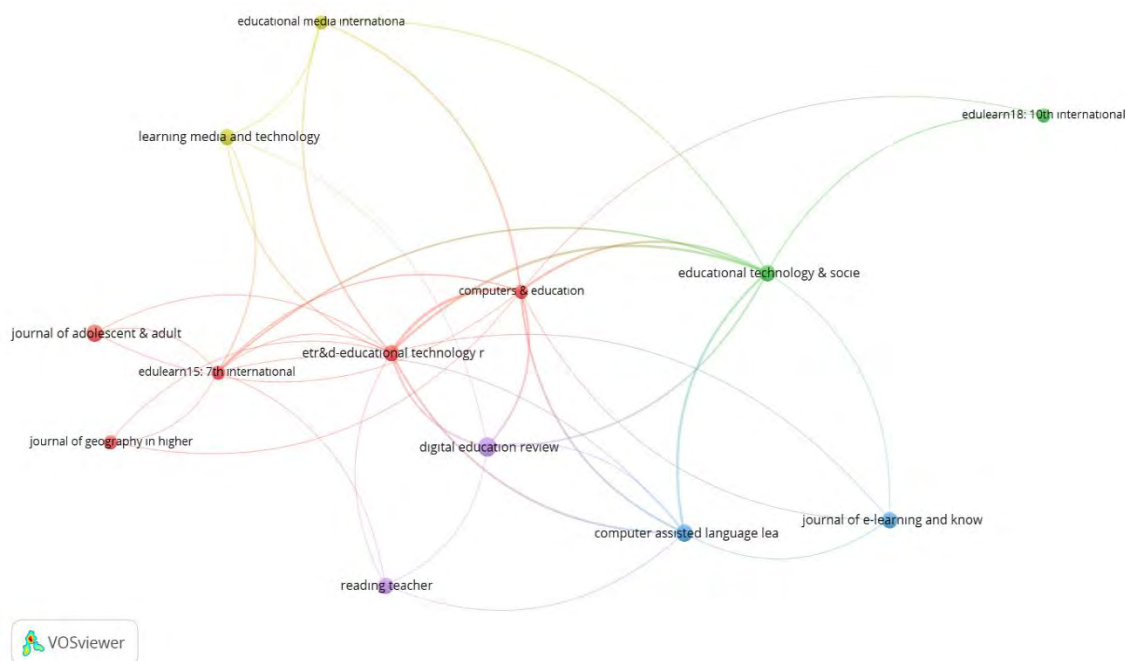 educational media internationa
edulearn18: 10th international
learning media and technology
educational technology & socie
computers & education
journal of adolescent & adult
etr&d-educational technology r
edulearn15: 7th international
journal of geography in higher
digital education review
journal of e-learning and know
computer assisted language lea
reading teacher
VOSviewer